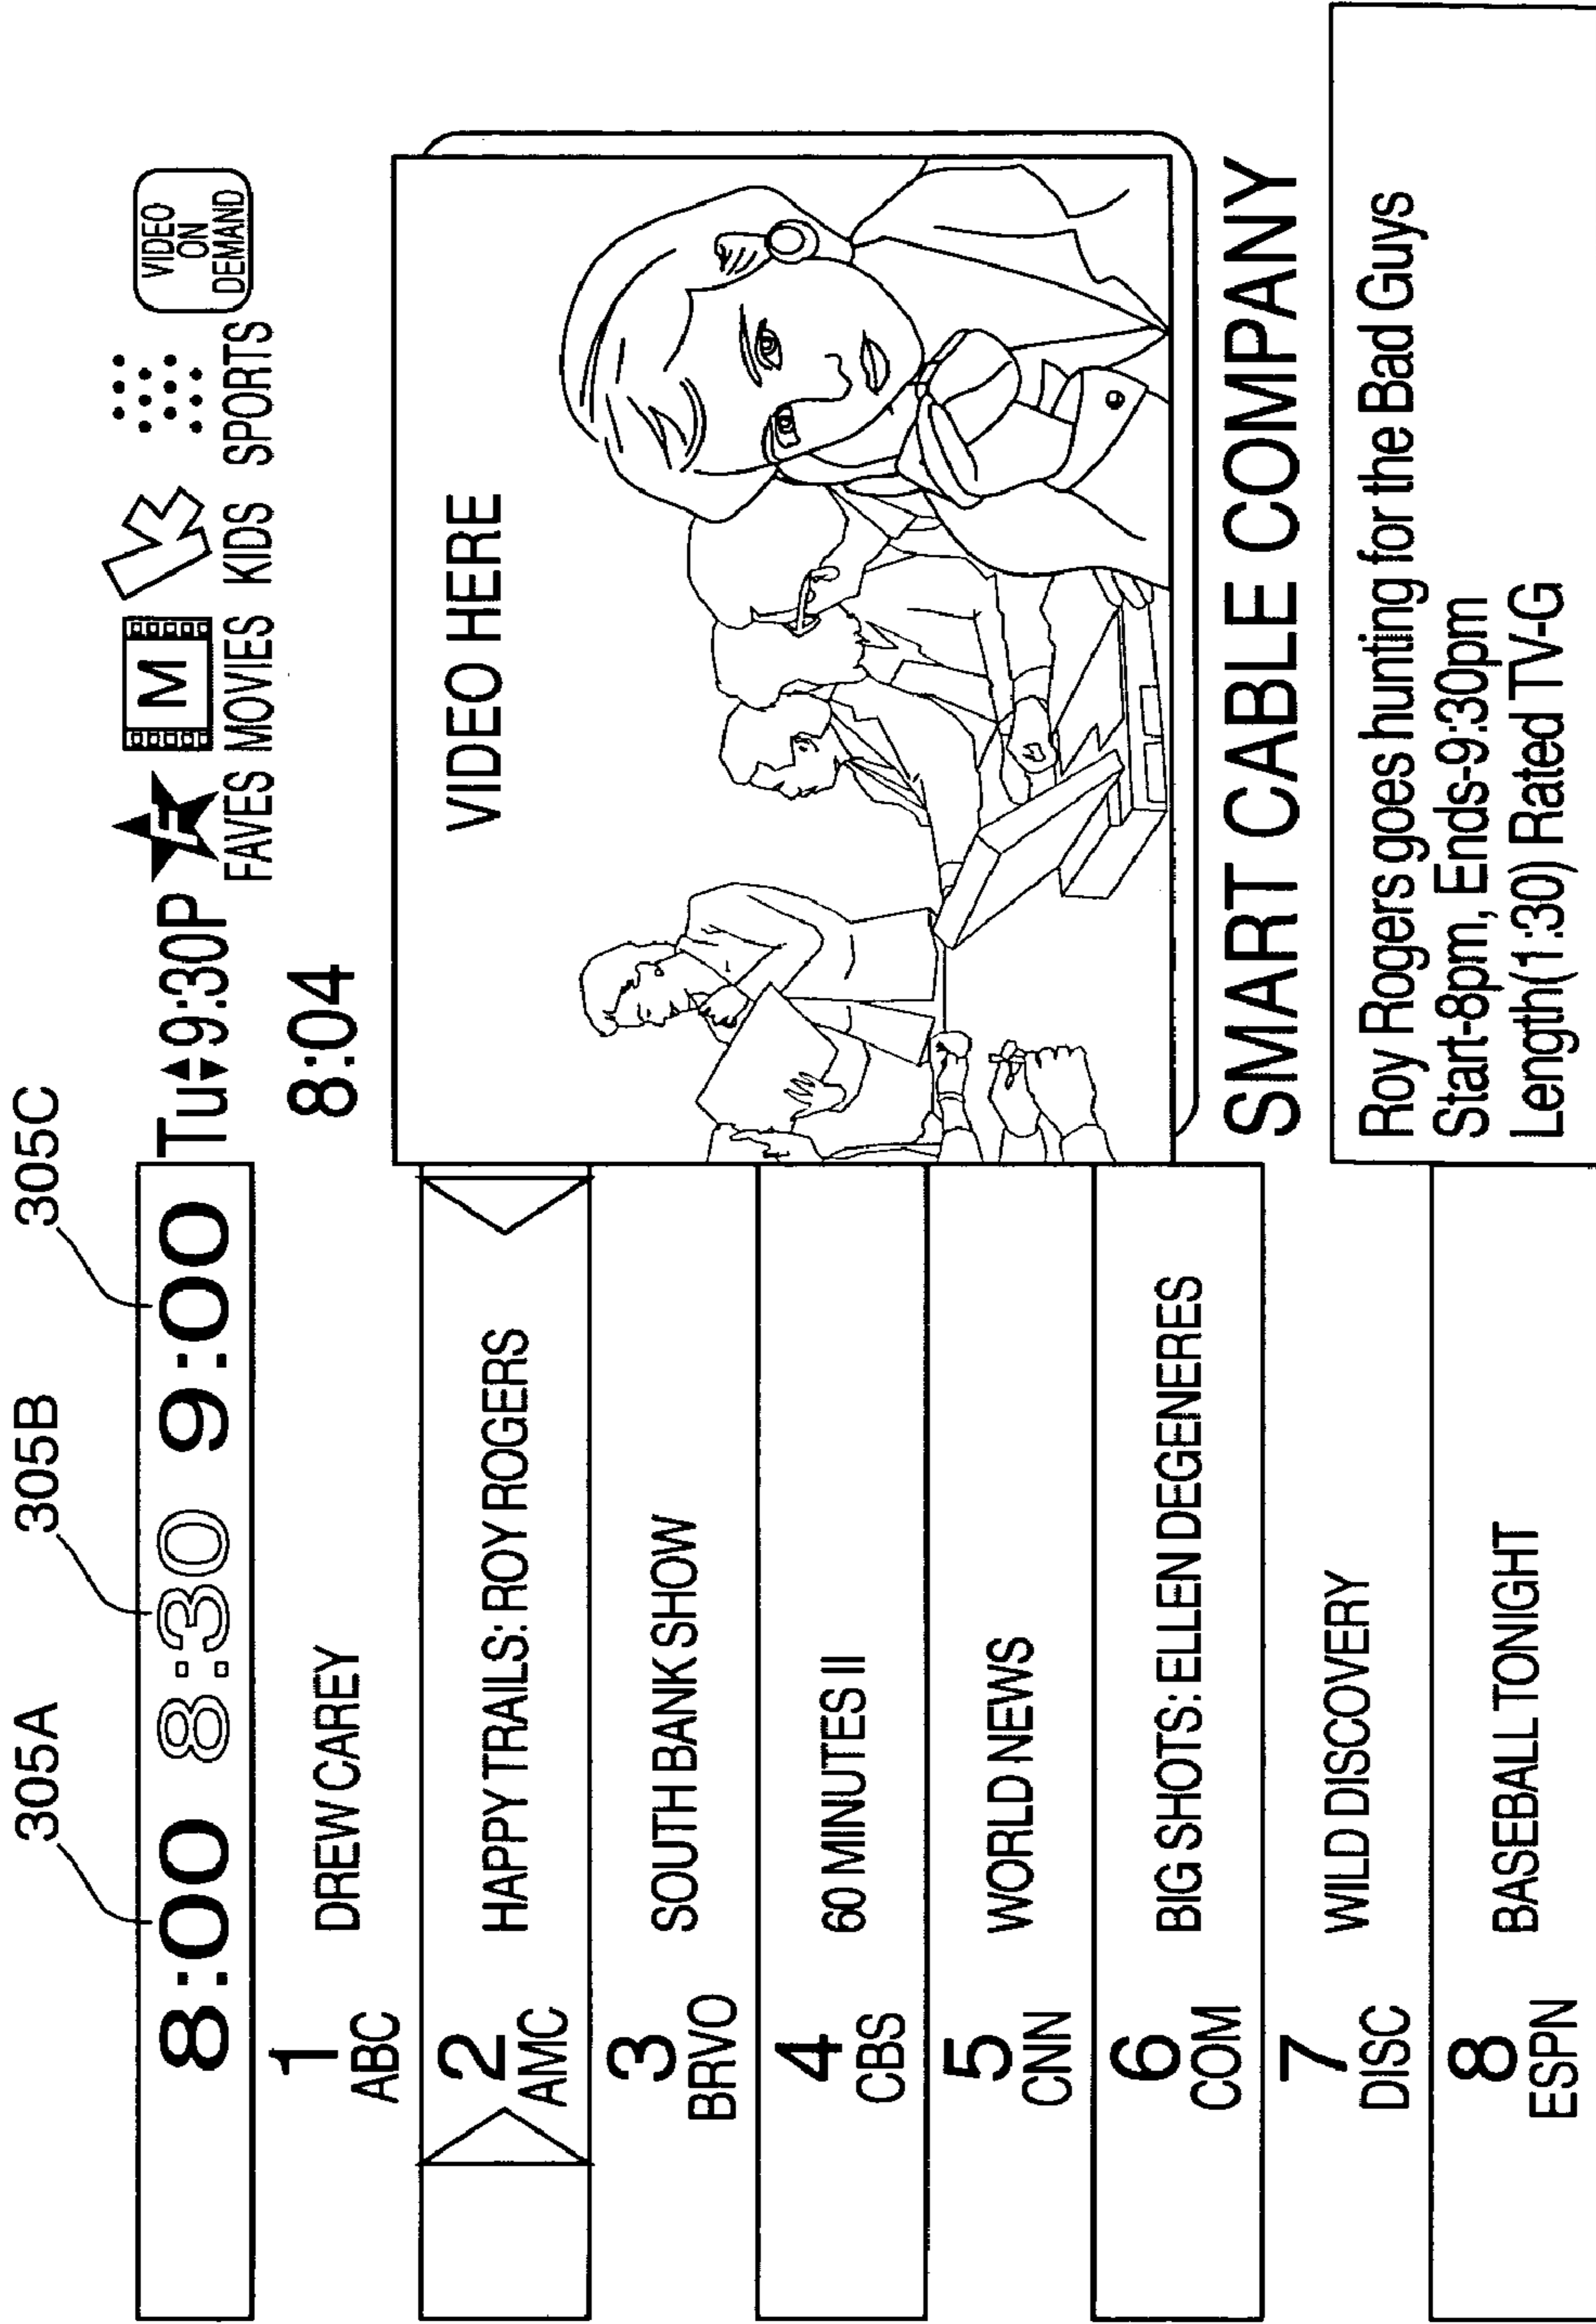 305A 305B 305C
8:00 8:30 9:00 Tu 9:30P
F M
VIDEO
ON
DEMAND
FAVES MOVIES KIDS SPORTS
8:04
1
ABC
DREW CAREY
2
AMC
HAPPY TRAILS: ROY ROGERS
3
BRVO
SOUTH BANK SHOW
4
CBS
60 MINUTES II
5
CNN
WORLD NEWS
6
COM
BIG SHOTS: ELLEN DEGENERES
7
DISC
WILD DISCOVERY
8
ESPN
BASEBALL TONIGHT
VIDEO HERE
SMART CABLE COMPANY
Roy Rogers goes hunting for the Bad Guys
Start-8pm, Ends-9:30pm
Length(1:30) Rated TV-G